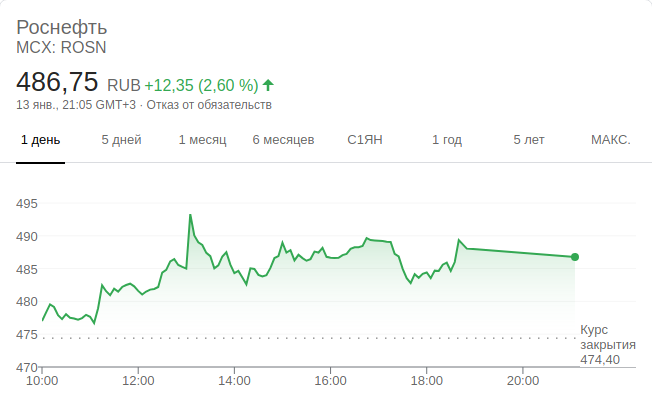 Роснефть
MCX: ROSN
486,75 RUB +12,35 (2,60 %)
13 янв., 21:05 GMT+3 · Отказ от обязательств
1 день 5 дней 1 месяц 6 месяцев С1ЯН 1 год 5 лет МАКС.
495
490
485
480
475
470
Курс
закрытия
474,40
10:00 12:00 14:00 16:00 18:00 20:00